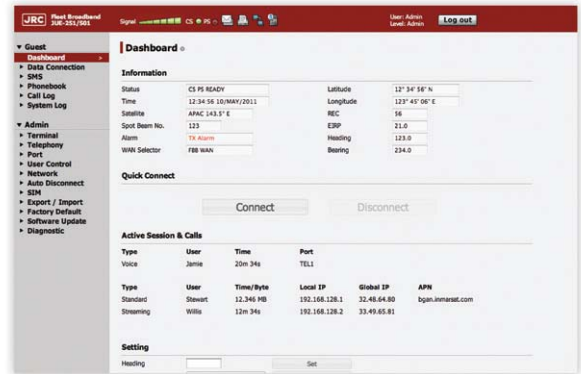 JRC Fleet Broadband JUE-251/501 Signal CS PS User: Admin Level: Admin Log out
Guest
Dashboard
Data Connection
SMS
Phonebook
Call Log
System Log
Admin
Terminal
Telephony
Port
User Control
Network
Auto Disconnect
SIM
Export / Import
Factory Default
Software Update
Diagnostic
Dashboard
Information
Status CS PS READY Latitude 12° 34' 56" N
Time 12:34:56 10/MAY/2011 Longitude 123° 45' 06" E
Satellite APAC 143.5° E REC 56
Spot Beam No. 123 EIRP 21.0
Alarm TX Alarm Heading 123.0
WAN Selector FBB WAN Bearing 234.0
Quick Connect
Connect Disconnect
Active Session & Calls
Type User Time Port
Voice Jamie 20m 34s TEL1
Type User Time/Byte Local IP Global IP APN
Standard Stewart 12.346 MB 192.168.128.1 32.48.64.80 bgan.inmarsat.com
Streaming Willis 12m 34s 192.168.128.2 33.49.65.81
Setting
Heading Set